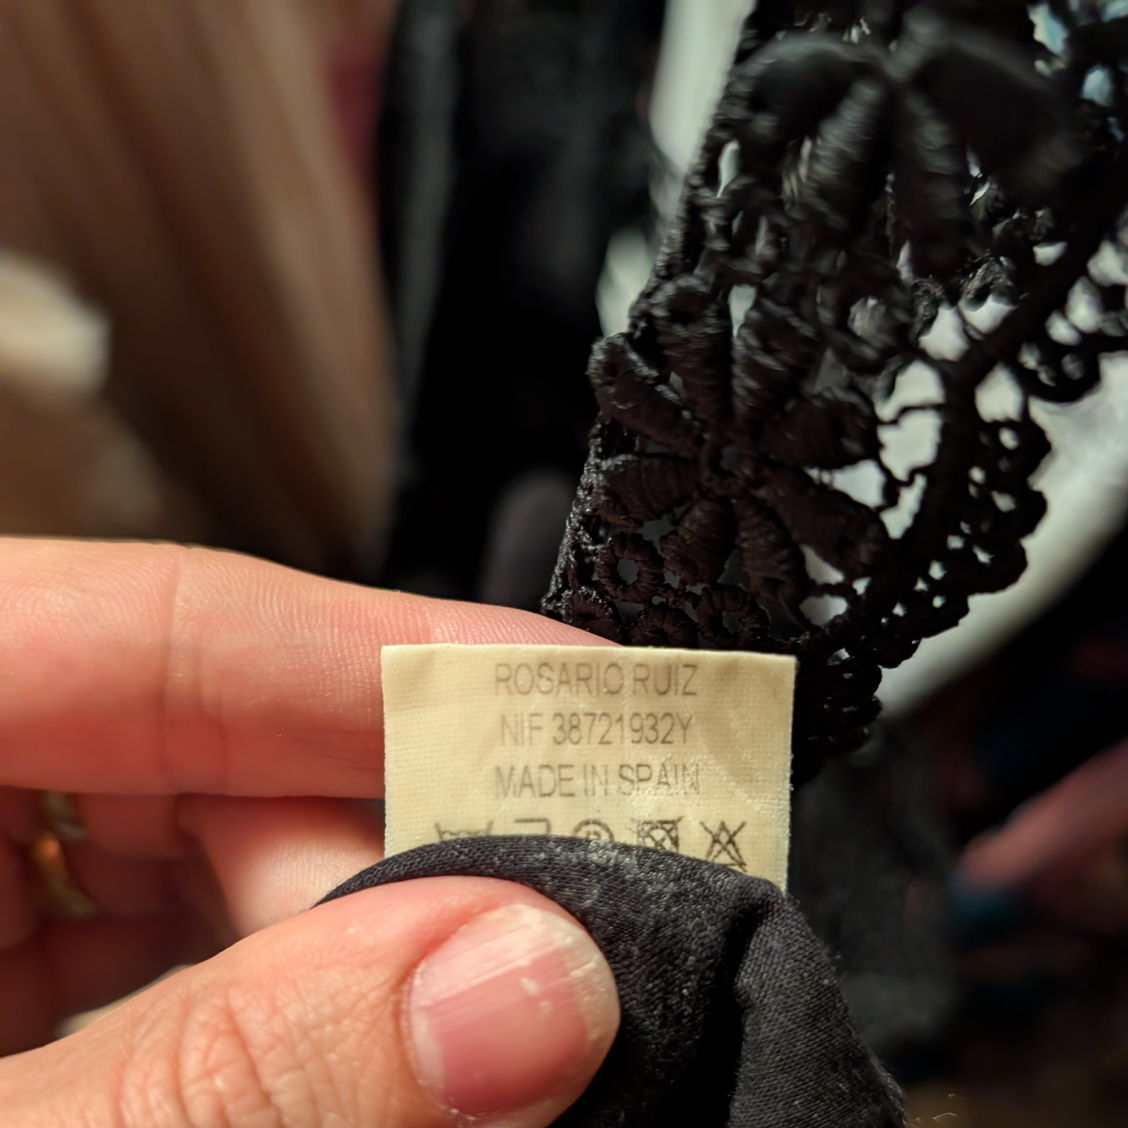 ROSARIO RUIZ
NIF 38721932Y
MADE IN SPAIN